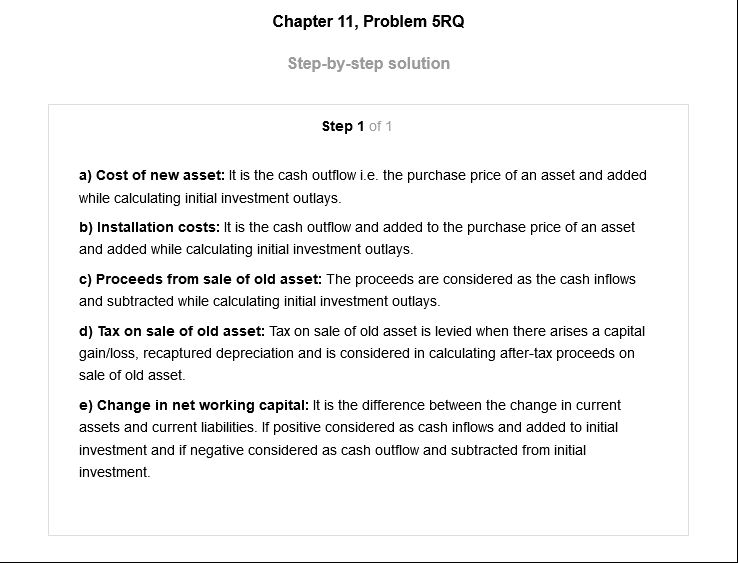 Chapter 11, Problem 5RQ
Step-by-step solution
Step 1 of 1
a) Cost of new asset: It is the cash outflow i.e. the purchase price of an asset and added
while calculating initial investment outlays.
b) Installation costs: It is the cash outflow and added to the purchase price of an asset
and added while calculating initial investment outlays.
c) Proceeds from sale of old asset: The proceeds are considered as the cash inflows
and subtracted while calculating initial investment outlays.
d) Tax on sale of old asset: Tax on sale of old asset is levied when there arises a capital
gain/loss, recaptured depreciation and is considered in calculating after-tax proceeds on
sale of old asset.
e) Change in net working capital: It is the difference between the change in current
assets and current liabilities. If positive considered as cash inflows and added to initial
investment and if negative considered as cash outflow and subtracted from initial
investment.